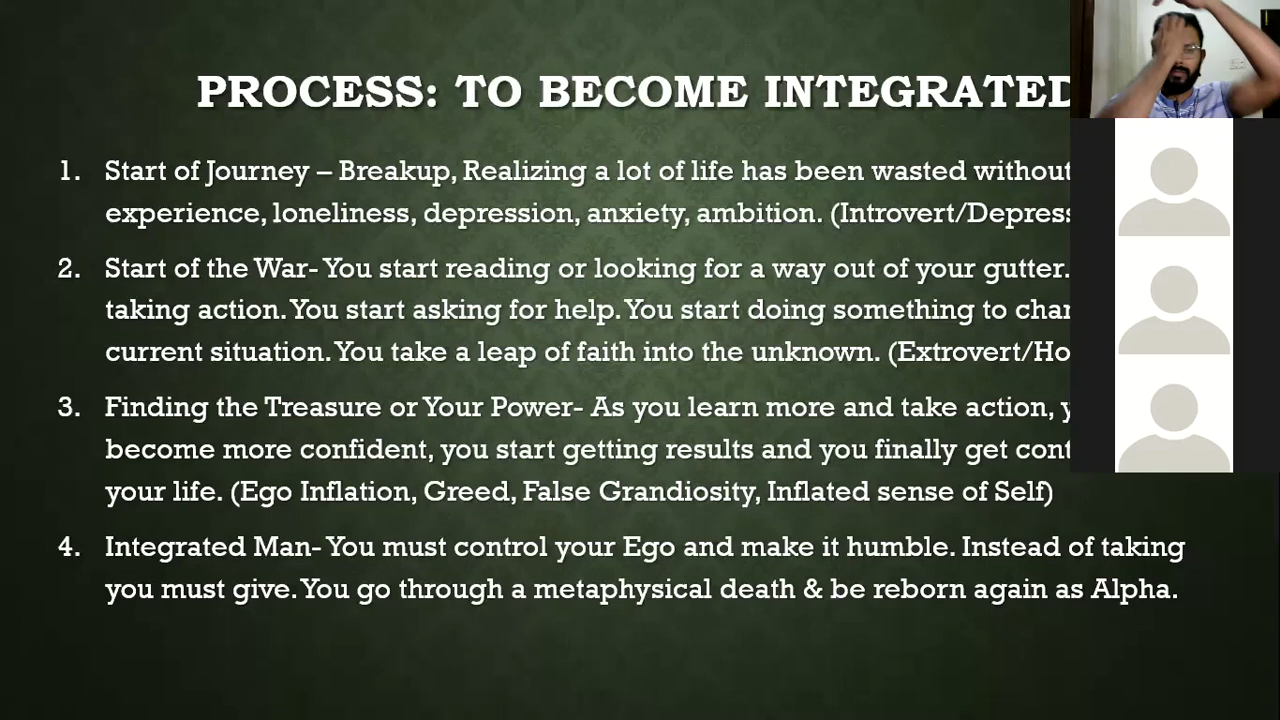 PROCESS: TO BECOME INTEGRATED
1. Start of Journey – Breakup, Realizing a lot of life has been wasted without
experience, loneliness, depression, anxiety, ambition. (Introvert/Depress
2. Start of the War- You start reading or looking for a way out of your gutter.
taking action. You start asking for help. You start doing something to
current situation. You take a leap of faith into the unknown. (Extrovert/Ho
3. Finding the Treasure or Your Power- As you learn more and take action,
become more confident, you start getting results and you finally get cont
your life. (Ego Inflation, Greed, False Grandiosity, Inflated sense of Self)
4. Integrated Man- You must control your Ego and make it humble. Instead of taking
you must give. You go through a metaphysical death & be reborn again as Alpha.